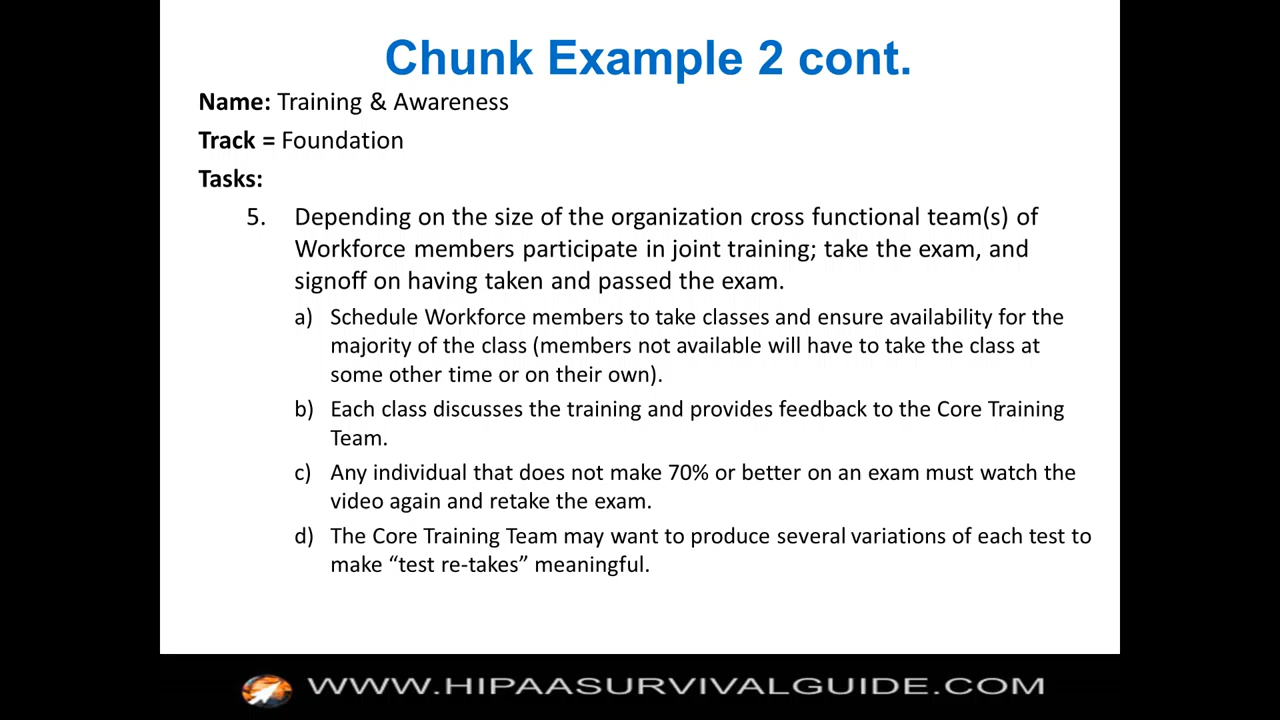 Chunk Example 2 cont.
Name: Training & Awareness
Track = Foundation
Tasks:
5. Depending on the size of the organization cross functional team(s) of
Workforce members participate in joint training; take the exam, and
signoff on having taken and passed the exam.
a) Schedule Workforce members to take classes and ensure availability for the
majority of the class (members not available will have to take the class at
some other time or on their own).
b) Each class discusses the training and provides feedback to the Core Training
Team.
c) Any individual that does not make 70% or better on an exam must watch the
video again and retake the exam.
d) The Core Training Team may want to produce several variations of each test to
make “test re-takes” meaningful.
WWW.HIPAASURVIVALGUIDE.COM